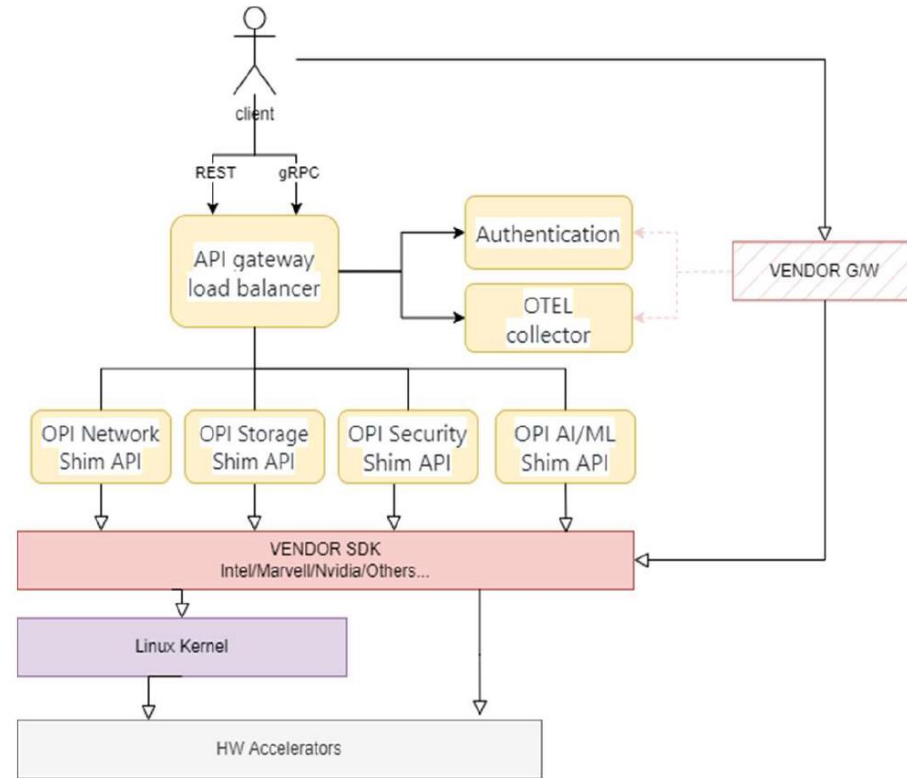 client
REST
gRPC
API gateway
load balancer
Authentication
OTEL
collector
VENDOR G/W
OPI Network
Shim API
OPI Storage
Shim API
OPI Security
Shim API
OPI AI/ML
Shim API
VENDOR SDK
Intel/Marvell/Nvidia/Others...
Linux Kernel
HW Accelerators